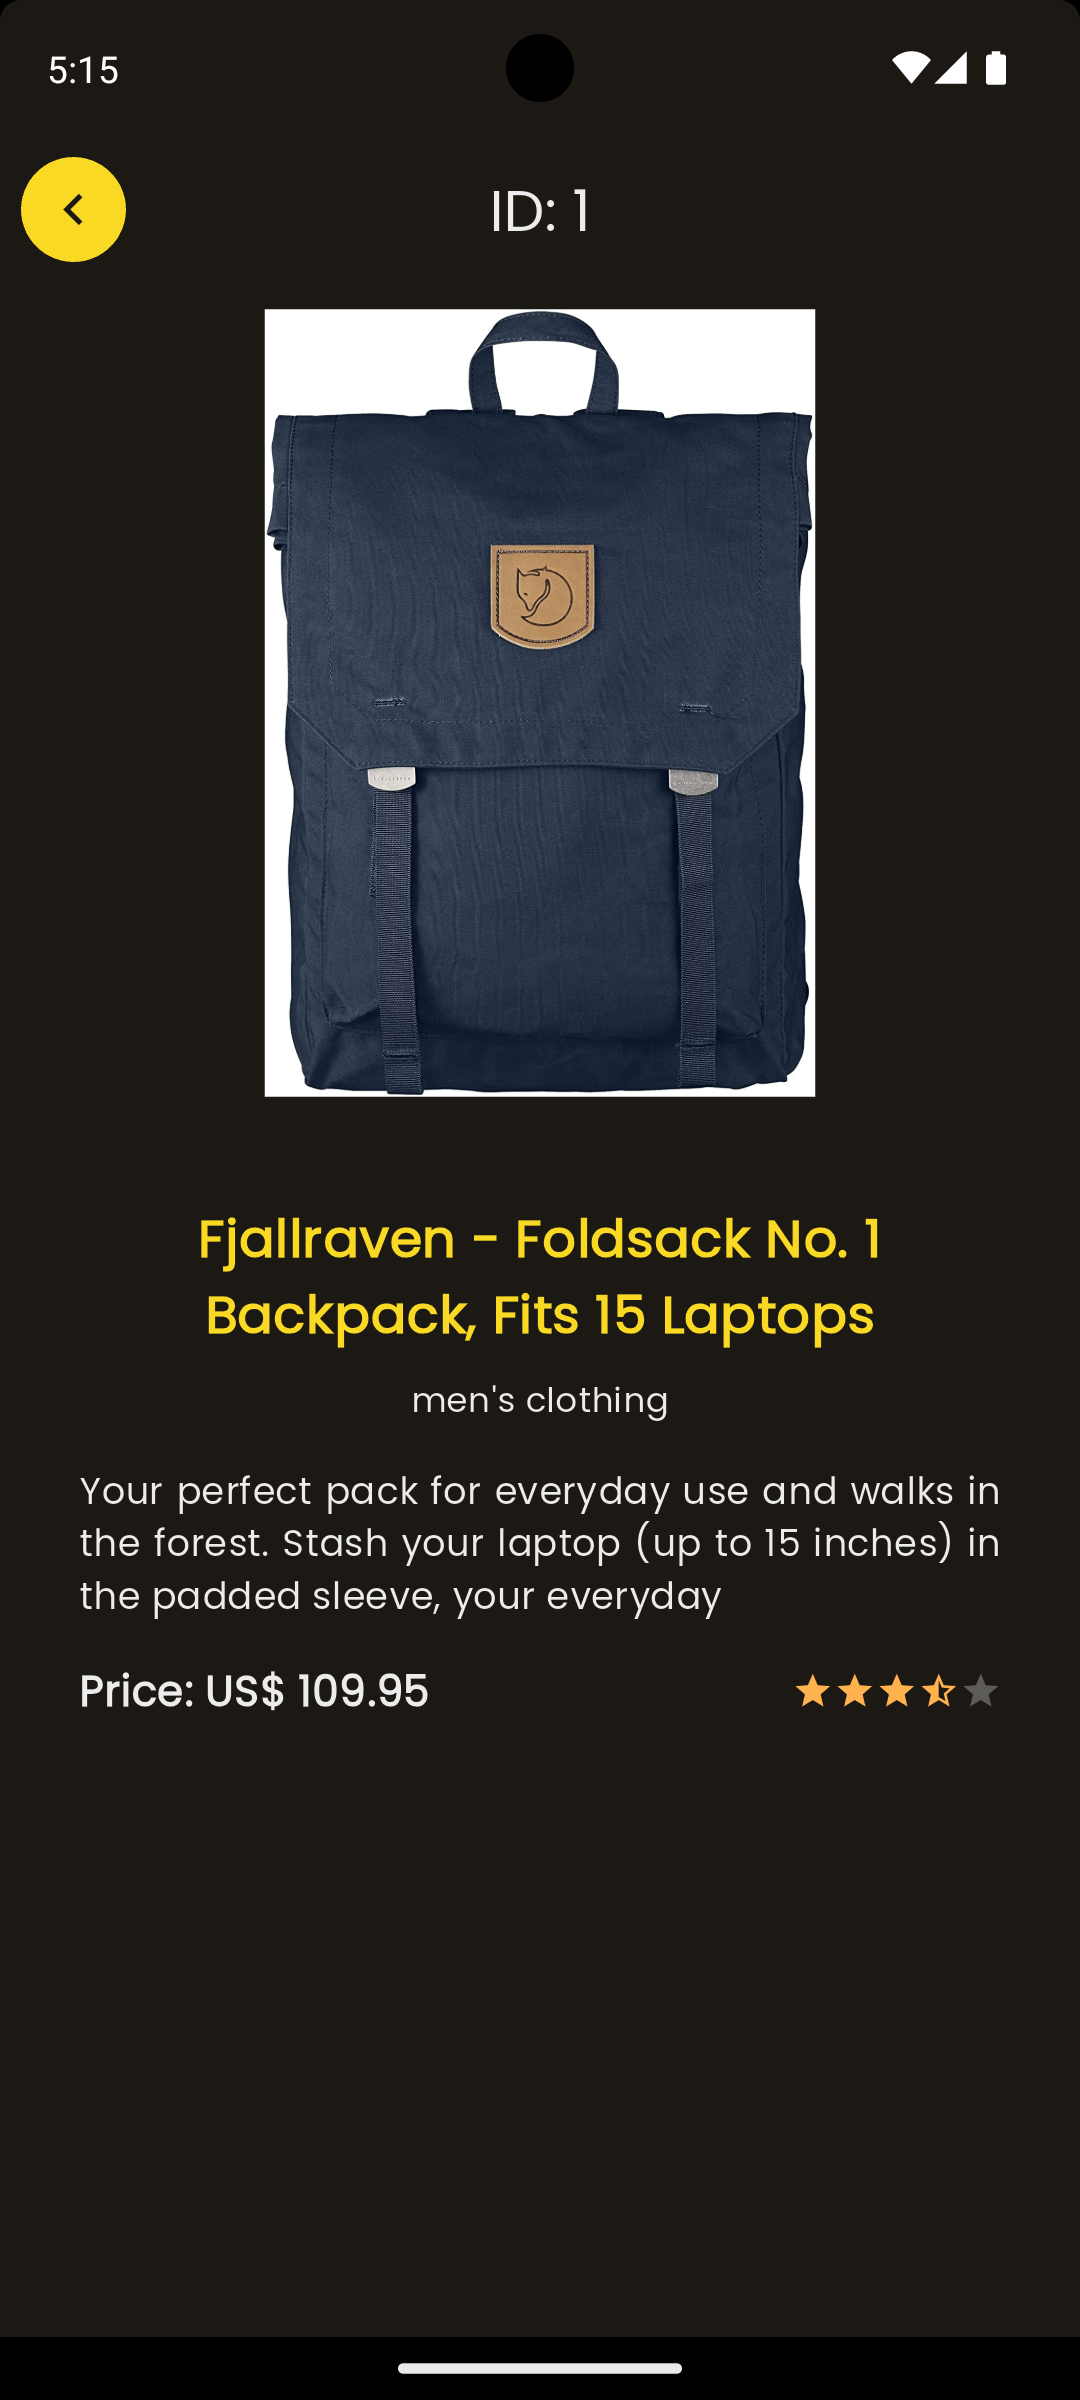 5:15
ID: 1
Fjallraven - Foldsack No. 1
Backpack, Fits 15 Laptops
men's clothing
Your perfect pack for everyday use and walks in
the forest. Stash your laptop (up to 15 inches) in
the padded sleeve, your everyday
Price: US$ 109.95